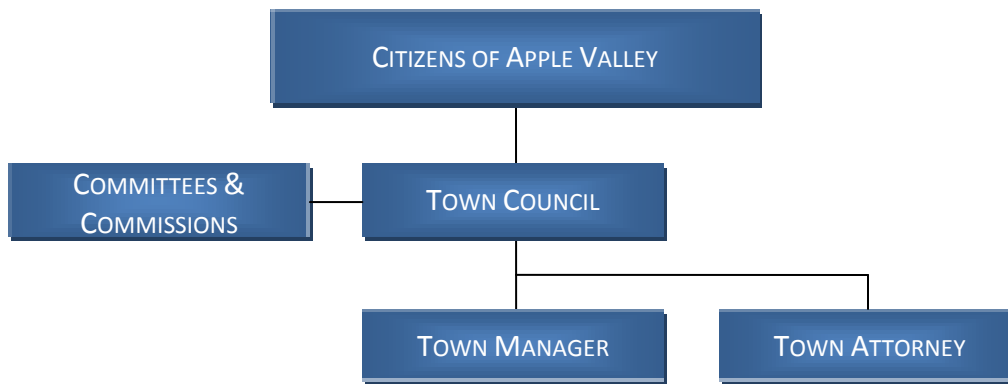 CITIZENS OF APPLE VALLEY
COMMITTEES &
COMMISSIONS
TOWN COUNCIL
TOWN MANAGER
TOWN ATTORNEY